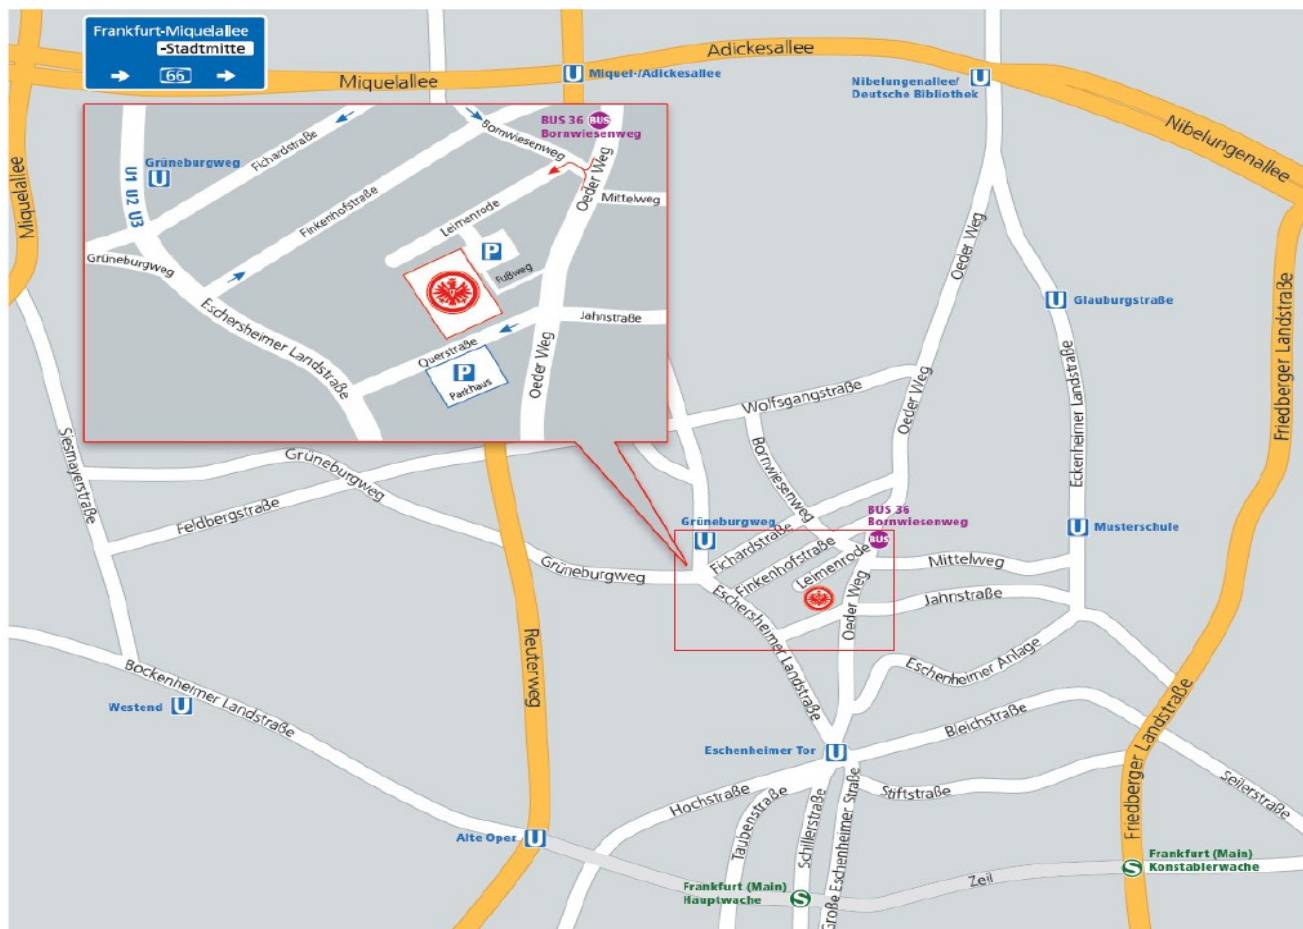 Frankfurt-Miquelallee
-Stadtmitte
66
Miquelallee
Miquel-/Adickesallee
Adickesallee
Nibelungenallee/
Deutsche Bibliothek
Nibelungenallee
Miquelallee
BUS 36
Bornwiesenweg
BUS
Bornwiesenweg
Fichardstraße
Grüneburgweg
U1 U2 U3
Finkenhofstraße
Leimenrode
Oeder Weg
Mittelweg
Grüneburgweg
P
Fußweg
Eschersheimer Landstraße
Jahnstraße
Querstraße
P
Parkhaus
Oeder Weg
Oeder Weg
Glauburgstraße
Eckenheimer Landstraße
Friedberger Landstraße
Wolfsgangstraße
Oeder Weg
Bornwiesenweg
Siesmayerstraße
Grüneburgweg
Feldbergstraße
Grüneburgweg
BUS 36
Bornwiesenweg
BUS
Musterschule
Fichardstraße
Finkenhofstraße
Leimenrode
Mittelweg
Grüneburgweg
Jahnstraße
Oeder Weg
Eschersheimer Landstraße
Eschenheimer Anlage
Reuterweg
Bockenheimer Landstraße
Westend
Bleichstraße
Eschenheimer Tor
Hochstraße
Stiftstraße
Seilerstraße
Friedberger Landstraße
Taubenstraße
Schillerstraße
Große Eschenheimer Straße
Alte Oper
Frankfurt (Main)
Hauptwache
Zeil
Frankfurt (Main)
Konstablerwache